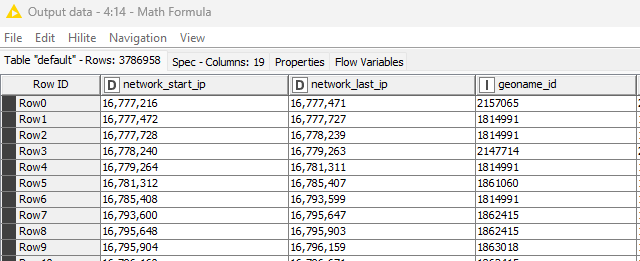 Output data - 4:14 - Math Formula
File Edit Hilite Navigation View
Table "default" - Rows: 3786958 Spec - Columns: 19 Properties Flow Variables
Row ID D network_start_ip D network_last_ip I geoname_id
Row0 16,777,216 16,777,471 2157065
Row1 16,777,472 16,777,727 1814991
Row2 16,777,728 16,778,239 1814991
Row3 16,778,240 16,779,263 2147714
Row4 16,779,264 16,781,311 1814991
Row5 16,781,312 16,785,407 1861060
Row6 16,785,408 16,793,599 1814991
Row7 16,793,600 16,795,647 1862415
Row8 16,795,648 16,795,903 1862415
Row9 16,795,904 16,796,159 1863018